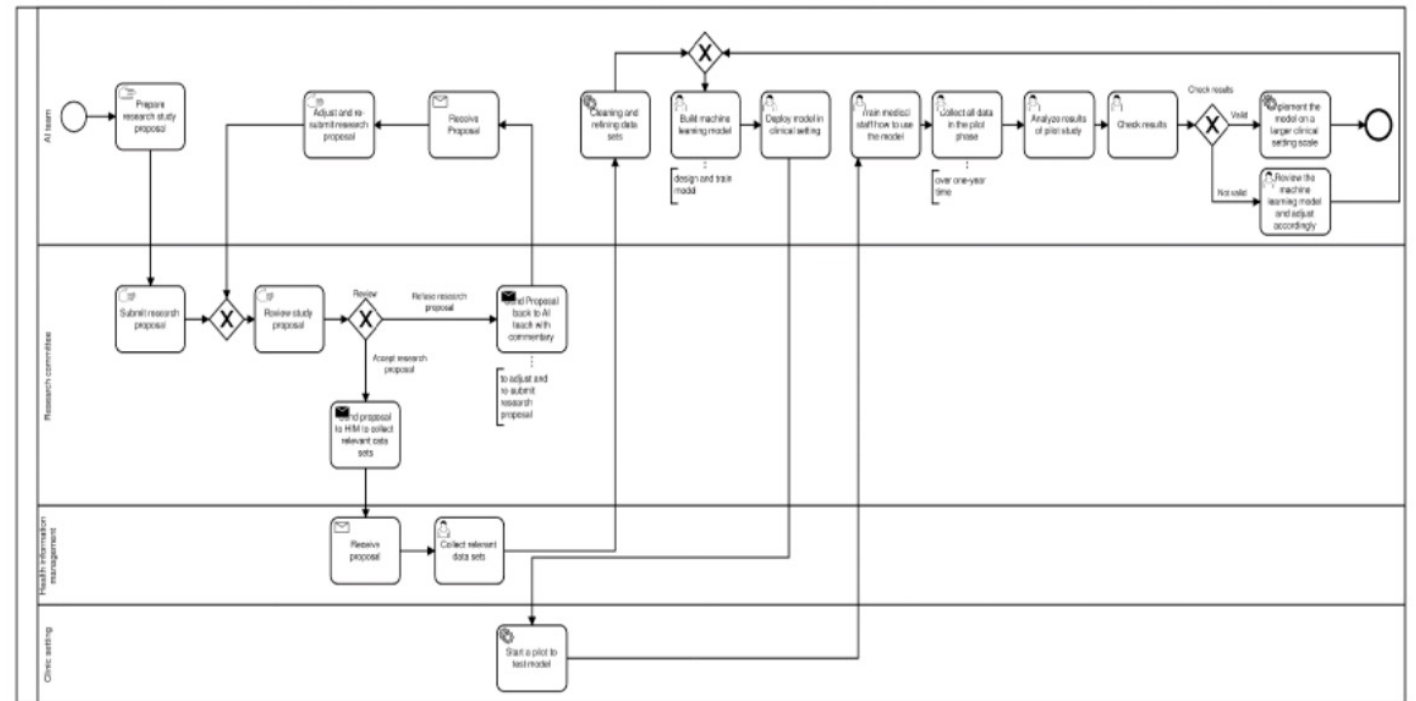 AI team
Prepare
research study
proposal
Adjust and re-
submit research
proposal
Receive
Proposal
Cleaning and
refining data
sets
X
Build machine
learning model
design and train
model
Deploy model in
clinical setting
Train medical
staff how to use
the model
Collect all data
in the pilot
phase
over one-year
time
Analyze results
of pilot study
Check results
Check results
X
Valid
Not valid
Implement the
model on a
larger clinical
setting scale
Review the
machine
learning model
and adjust
accordingly
Research committee
Submit research
proposal
X
Review study
proposal
Review
X
Refuse research
proposal
Accept research
proposal
Send Proposal
back to AI
teach with
commentary
to adjust and
re submit
research
proposal
Send proposal
to HIM to collect
relevant data
sets
Health information
management
Receive
proposal
Collect relevant
data sets
Clinic setting
Start a pilot to
test model